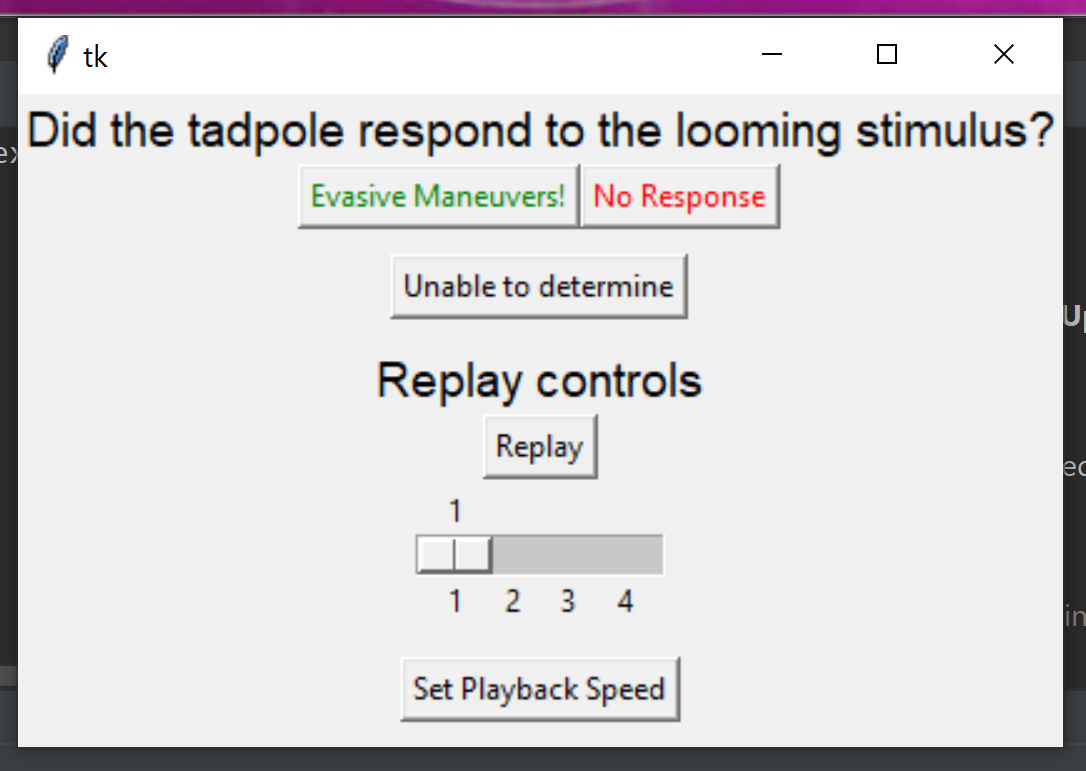 tk
Did the tadpole respond to the looming stimulus?
Evasive Maneuvers! No Response
Unable to determine
Replay controls
Replay
1
1 2 3 4
Set Playback Speed